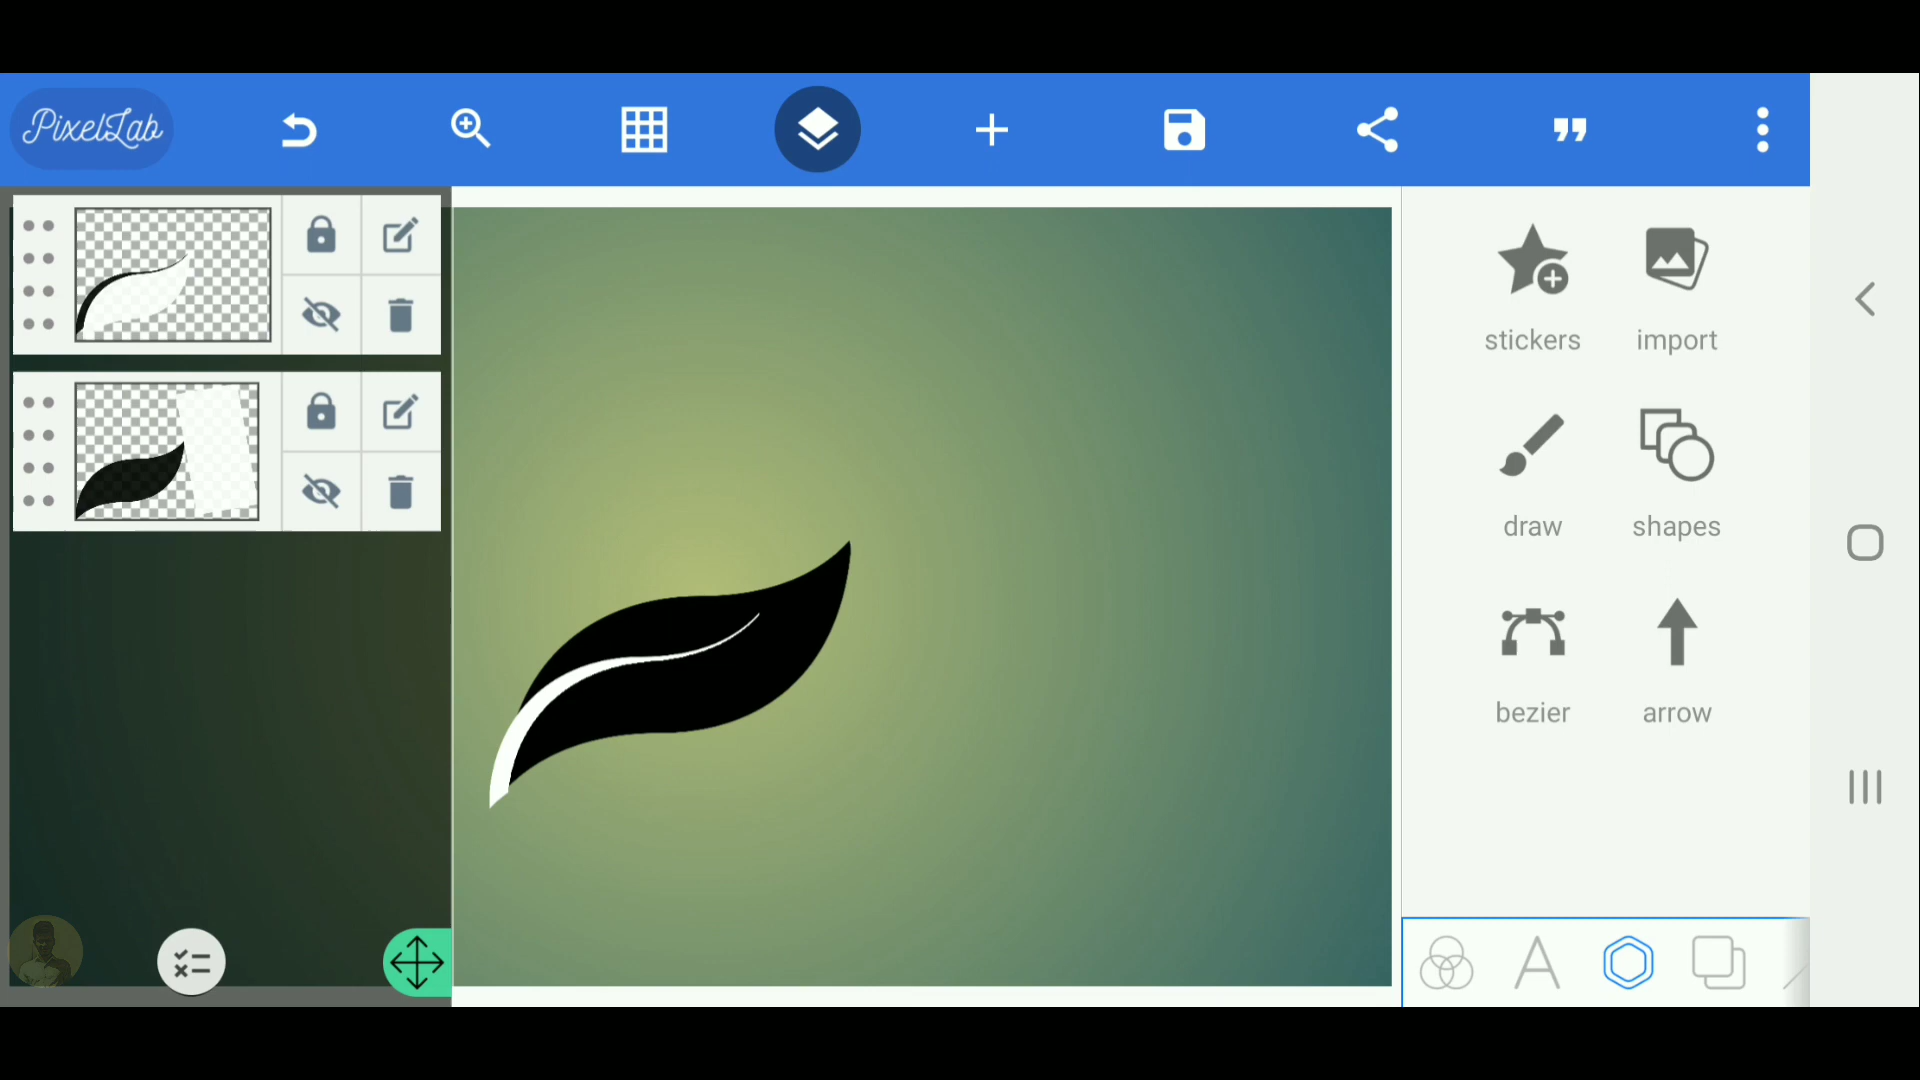 PixelLab
stickers
import
draw
shapes
bezier
arrow